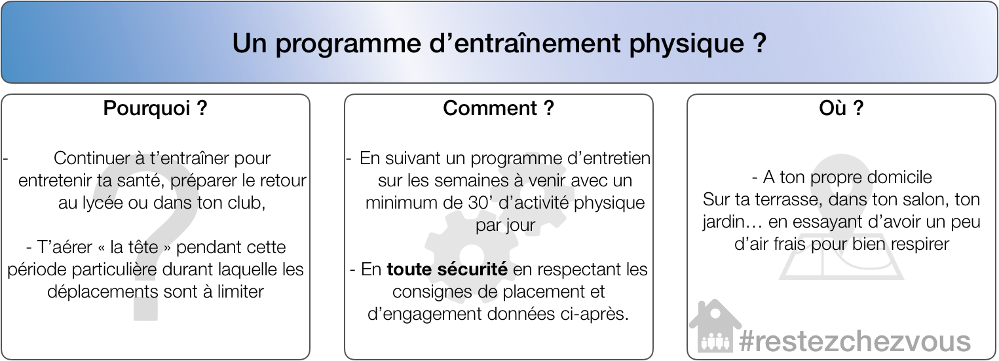 Un programme d’entraînement physique ?
Pourquoi ?
- Continuer à t’entraîner pour
entretenir ta santé, préparer le retour
au lycée ou dans ton club,
- T’aérer « la tête » pendant cette
période particulière durant laquelle les
déplacements sont à limiter
Comment ?
- En suivant un programme d’entretien
sur les semaines à venir avec un
minimum de 30’ d’activité physique
par jour
- En toute sécurité en respectant les
consignes de placement et
d’engagement données ci-après.
Où ?
- A ton propre domicile
Sur ta terrasse, dans ton salon, ton
jardin… en essayant d’avoir un peu
d’air frais pour bien respirer
#restezchezvous